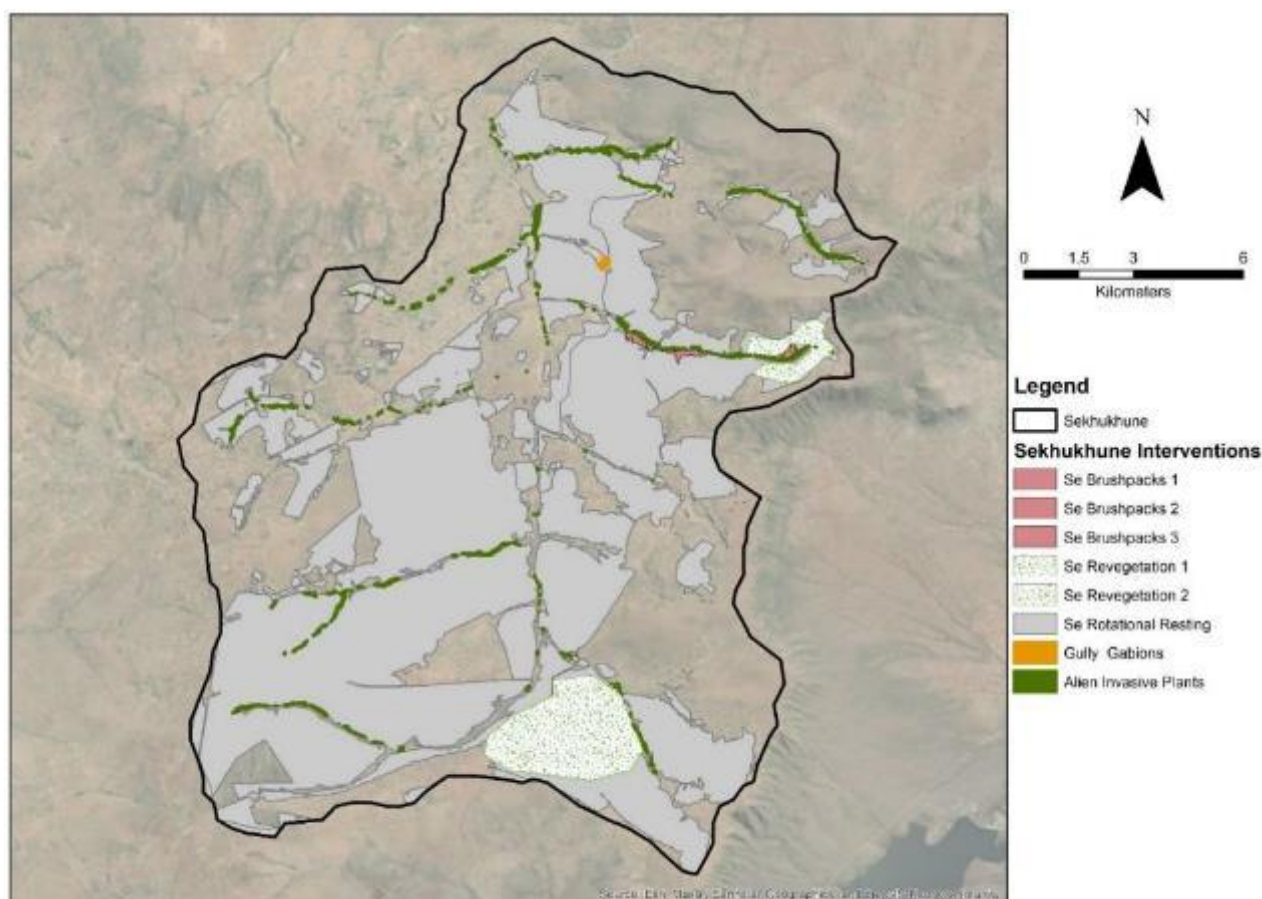 N
0 1.5 3 6
Kilometers
Legend
Sekhukhune
Sekhukhune Interventions
Se Brushpacks 1
Se Brushpacks 2
Se Brushpacks 3
Se Revegetation 1
Se Revegetation 2
Se Rotational Resting
Gully Gabions
Alien Invasive Plants